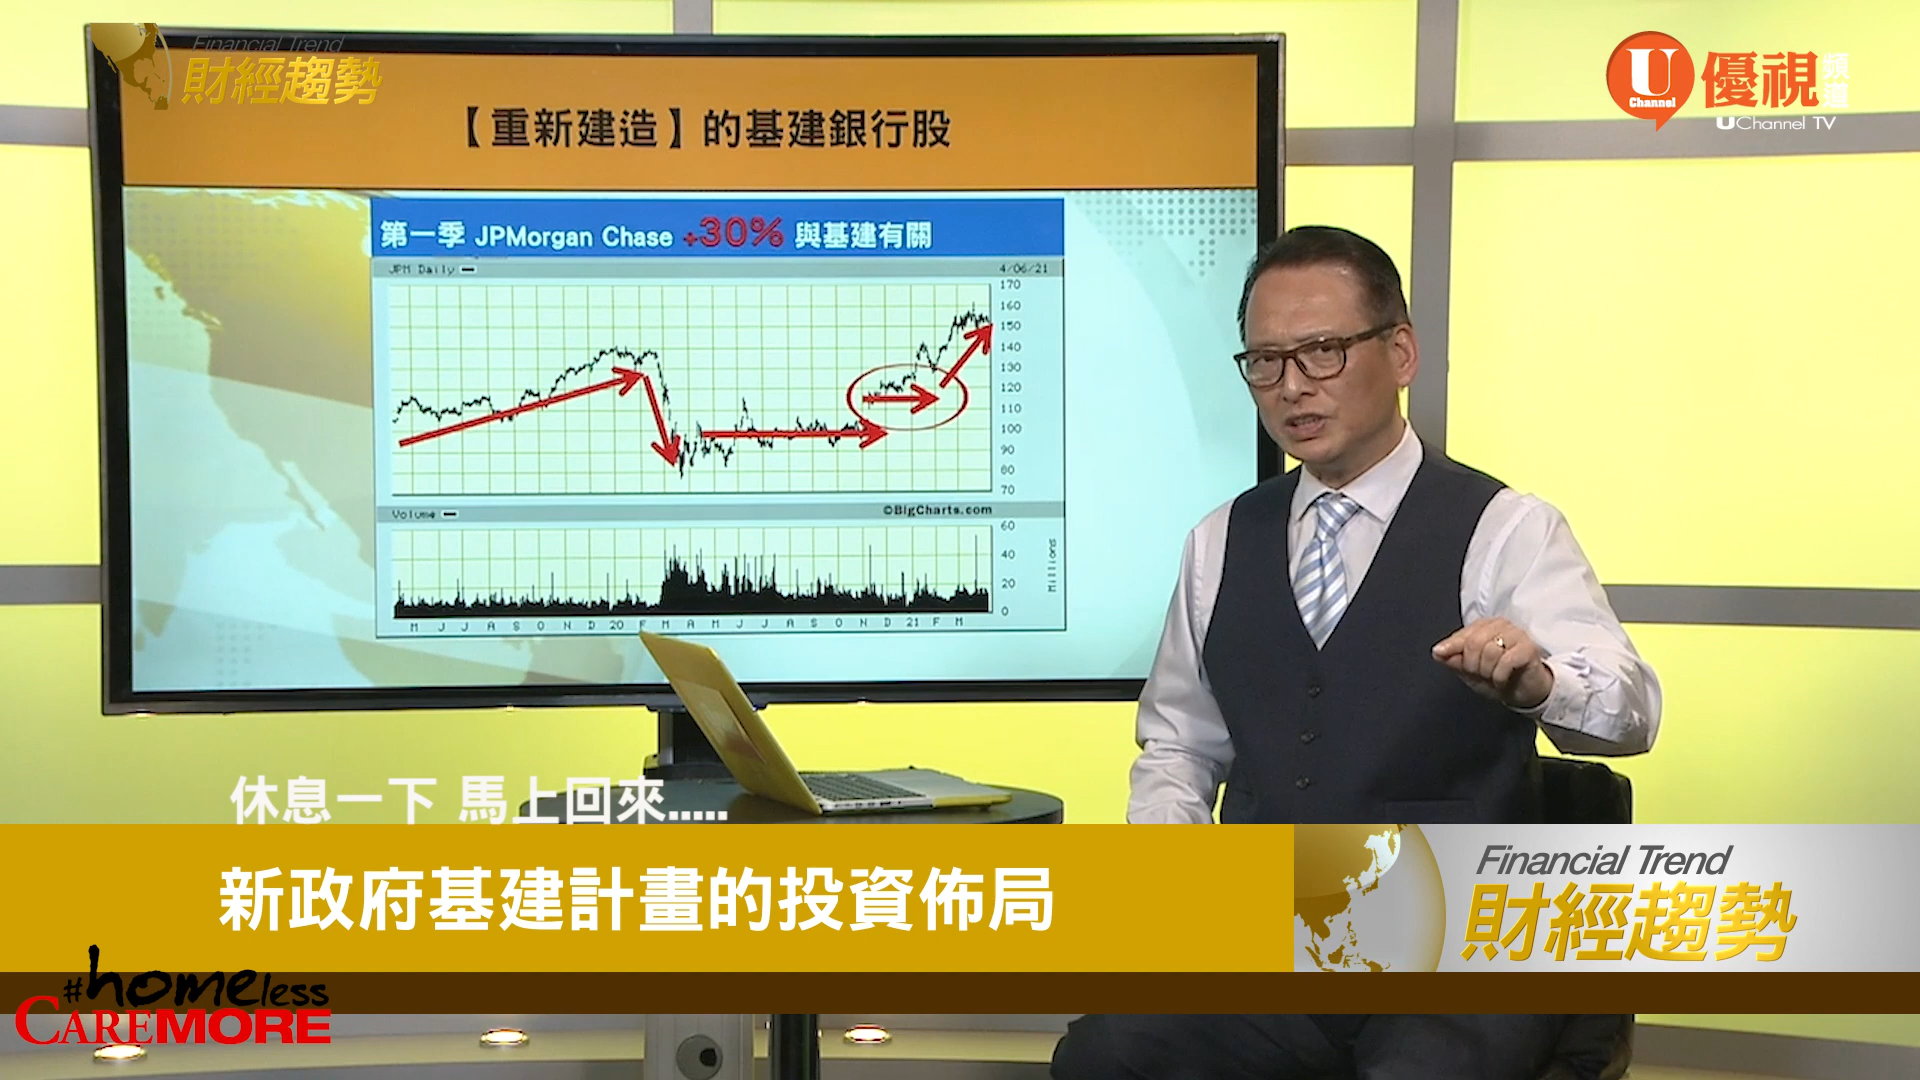 Financial Trend
財經趨勢
U
Channel
優視頻道
UChannel TV
【重新建造】的基建銀行股
第一季 JPMorgan Chase +30% 與基建有關
JPM Daily
4/06/21
170
160
150
140
130
120
110
100
90
80
70
Volume
©BigCharts.com
60
40
20
0
Millions
M J J A S O N D 20 F M A M J J A S O N D 21 F M
休息一下 馬上回來.....
新政府基建計畫的投資佈局
Financial Trend
財經趨勢
#homeless
CAREMORE